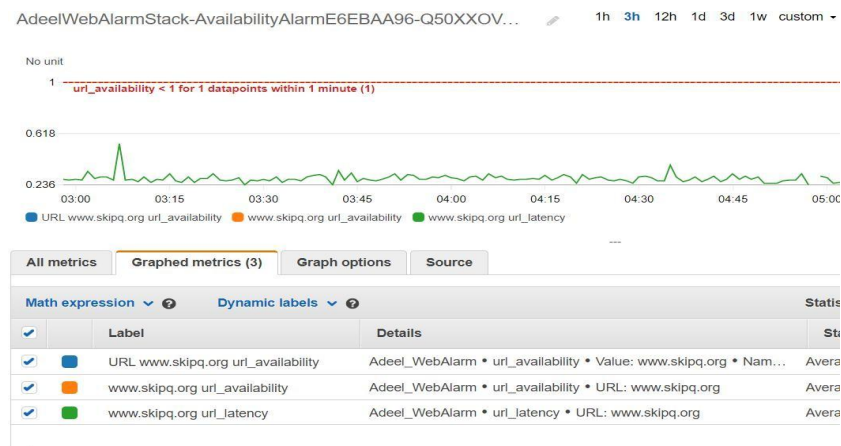 AdeelWebAlarmStack-AvailabilityAlarmE6EBAA96-Q50XXOV...
1h 3h 12h 1d 3d 1w custom
No unit
1
url_availability < 1 for 1 datapoints within 1 minute (1)
0.618
0.236
03:00 03:15 03:30 03:45 04:00 04:15 04:30 04:45 05:00
URL www.skipq.org url_availability www.skipq.org url_availability www.skipq.org url_latency
All metrics Graphed metrics (3) Graph options Source
Math expression ? Dynamic labels ? Statis
Label Details Sta
URL www.skipq.org url_availability Adeel_WebAlarm • url_availability • Value: www.skipq.org • Nam... Avera
www.skipq.org url_availability Adeel_WebAlarm • url_availability • URL: www.skipq.org Avera
www.skipq.org url_latency Adeel_WebAlarm • url_latency • URL: www.skipq.org Avera